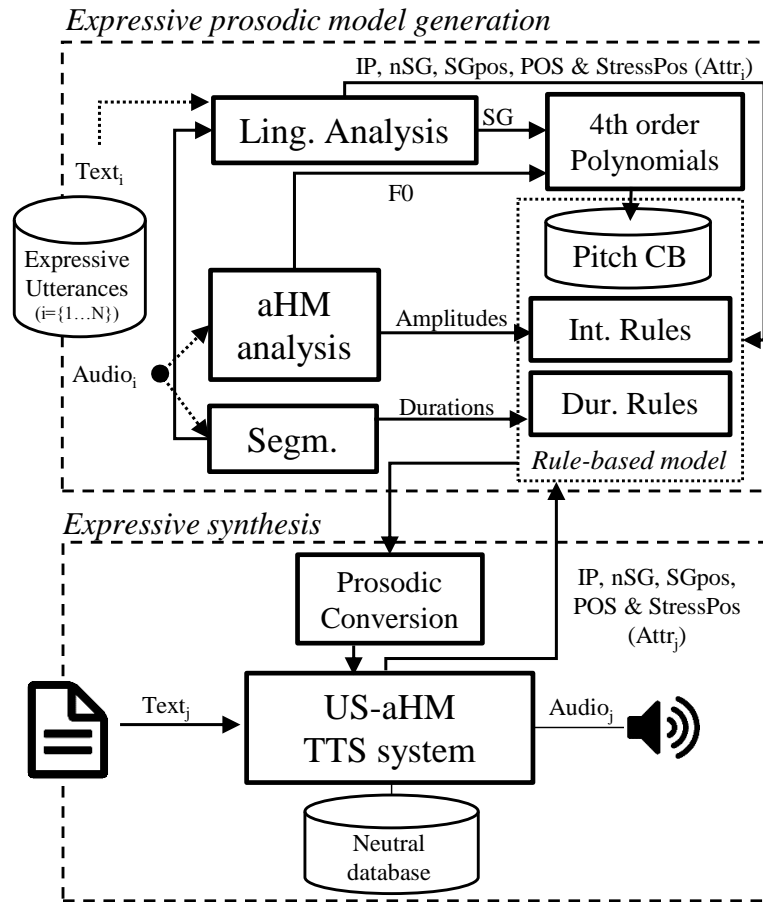 Expressive prosodic model generation
IP, nSG, SGpos, POS & StressPos (Attrᵢ)
Ling. Analysis
SG
4th order
Polynomials
Textᵢ
F0
Expressive
Utterances
(i={1…N})
Pitch CB
aHM
analysis
Amplitudes
Int. Rules
Audioᵢ
Durations
Dur. Rules
Segm.
Rule-based model
Expressive synthesis
Prosodic
Conversion
IP, nSG, SGpos,
POS & StressPos
(Attrⱼ)
Textⱼ
US-aHM
TTS system
Audioⱼ
Neutral
database